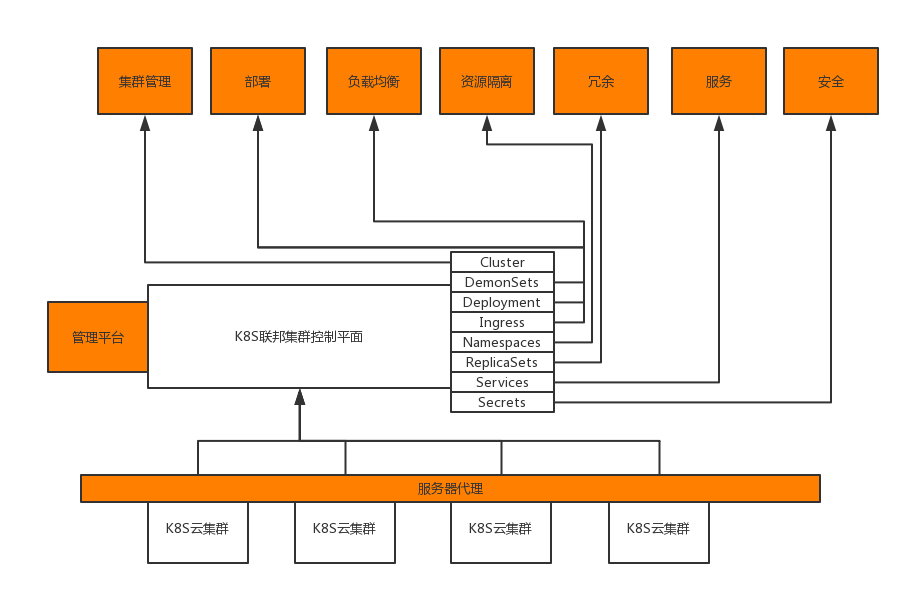 集群管理
部署
负载均衡
资源隔离
冗余
服务
安全
Cluster
DemonSets
Deployment
Ingress
Namespaces
ReplicaSets
Services
Secrets
管理平台
K8S联邦集群控制平面
服务器代理
K8S云集群
K8S云集群
K8S云集群
K8S云集群